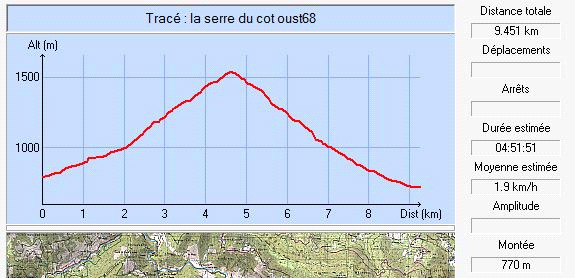 Tracé : la serre du cot oust68
Alt (m)
1500
1000
0 1 2 3 4 5 6 7 8 Dist (km)
Distance totale
9.451 km
Déplacements
Arrêts
Durée estimée
04:51:51
Moyenne estimée
1.9 km/h
Amplitude
Montée
770 m